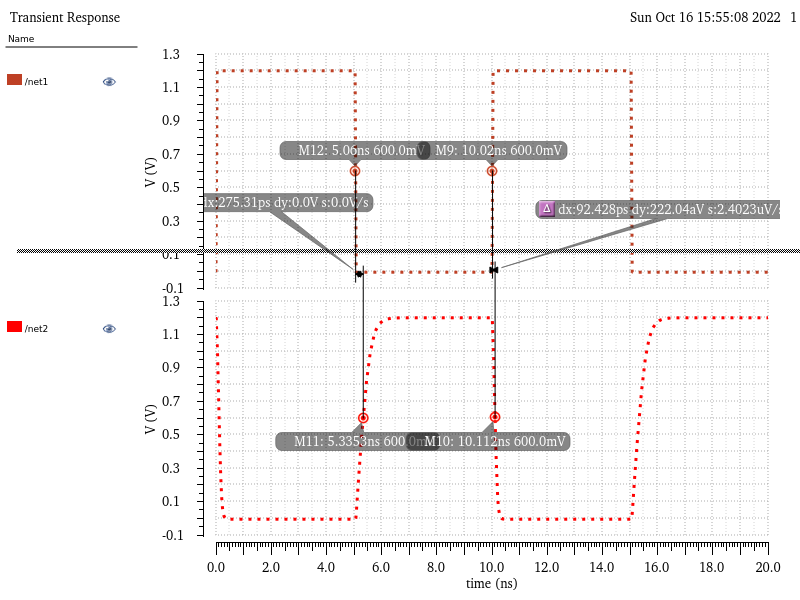 Transient Response
Sun Oct 16 15:55:08 2022 1
Name
/net1
1.3
1.1
0.9
0.7
0.5
0.3
0.1
-0.1
V (V)
M12: 5.06ns 600.0mV
M9: 10.02ns 600.0mV
dx:275.31ps dy:0.0V s:0.0V/s
Δ dx:92.428ps dy:222.04aV s:2.4023uV/s
/net2
1.3
1.1
0.9
0.7
0.5
0.3
0.1
-0.1
V (V)
M11: 5.3353ns 600.0mV
M10: 10.112ns 600.0mV
0.0 2.0 4.0 6.0 8.0 10.0 12.0 14.0 16.0 18.0 20.0
time (ns)